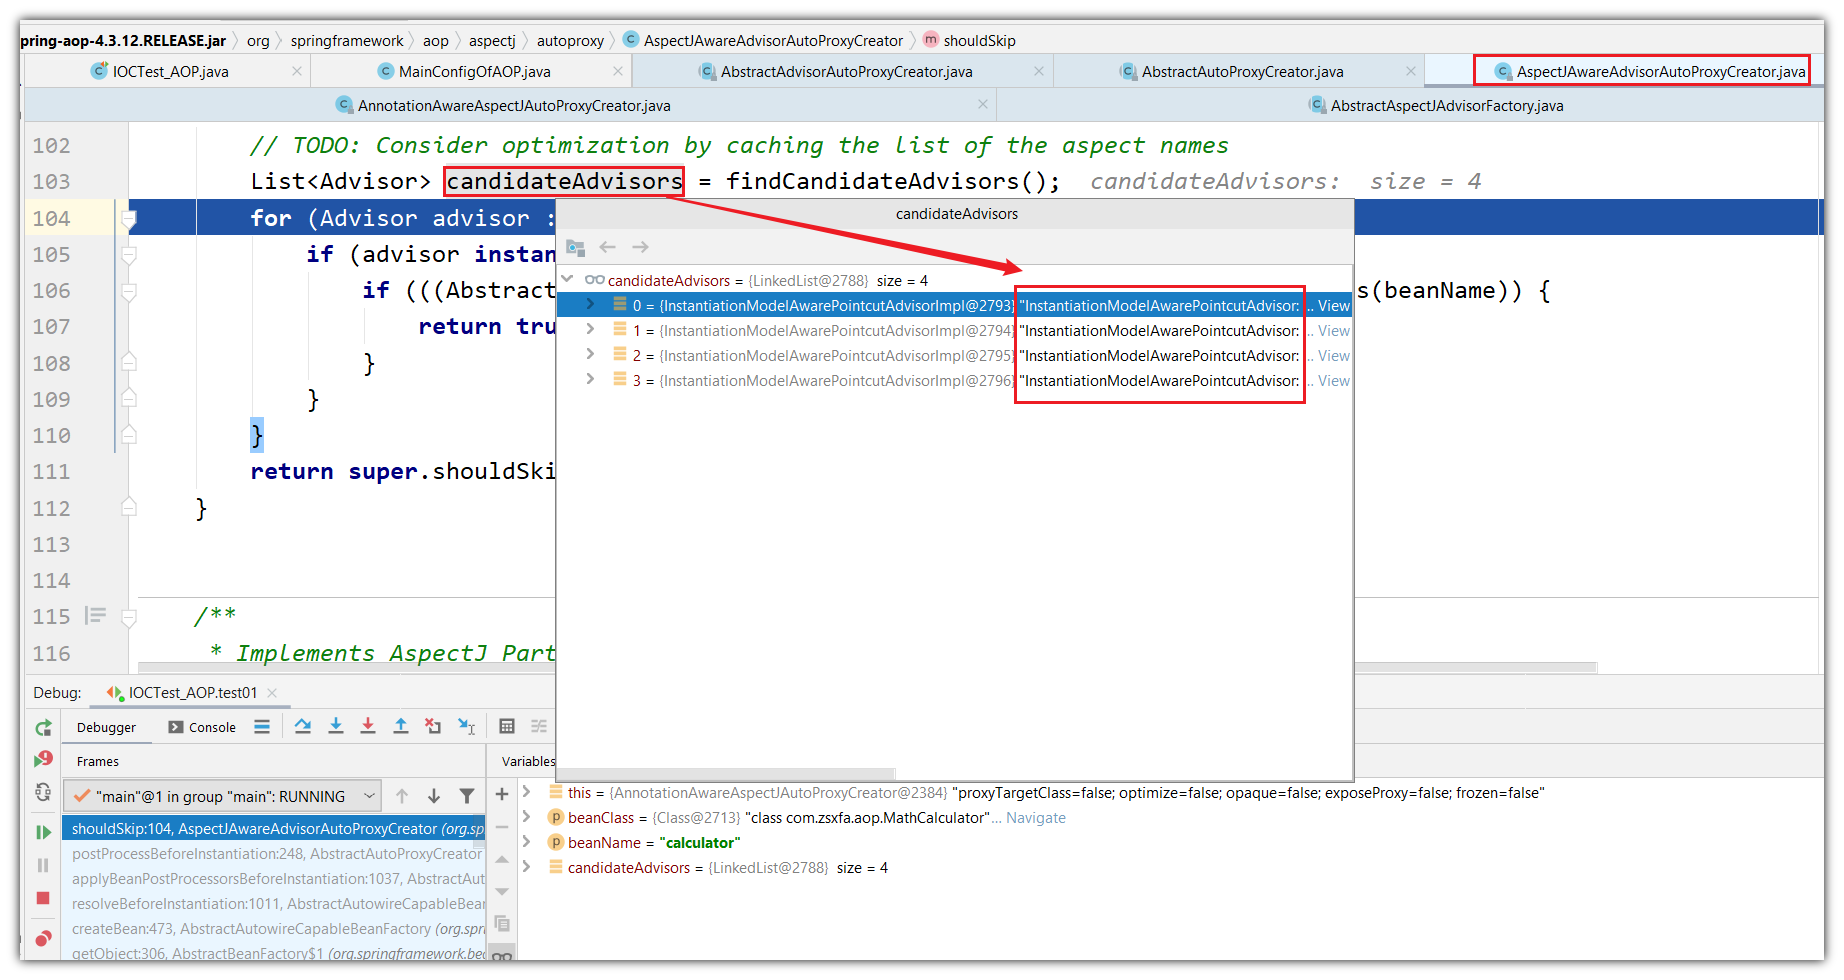 pring-aop-4.3.12.RELEASE.jar org springframework aop aspectj autoproxy AspectJAwareAdvisorAutoProxyCreator shouldSkip
IOCTest_AOP.java MainConfigOfAOP.java AbstractAdvisorAutoProxyCreator.java AbstractAutoProxyCreator.java AspectJAwareAdvisorAutoProxyCreator.java
AnnotationAwareAspectJAutoProxyCreator.java AbstractAspectJAdvisorFactory.java
102 // TODO: Consider optimization by caching the list of the aspect names
103 List<Advisor> candidateAdvisors = findCandidateAdvisors(); candidateAdvisors: size = 4
104 for (Advisor advisor :
105 if (advisor instan
106 if (((Abstract s(beanName)) {
107 return tru
108 }
109 }
110 }
111 return super.shouldSki
112 }
113
114
115 /**
116 * Implements AspectJ Part
candidateAdvisors
candidateAdvisors = {LinkedList@2788} size = 4
0 = {InstantiationModelAwarePointcutAdvisorImpl@2793} "InstantiationModelAwarePointcutAdvisor: ... View
1 = {InstantiationModelAwarePointcutAdvisorImpl@2794} "InstantiationModelAwarePointcutAdvisor: ... View
2 = {InstantiationModelAwarePointcutAdvisorImpl@2795} "InstantiationModelAwarePointcutAdvisor: ... View
3 = {InstantiationModelAwarePointcutAdvisorImpl@2796} "InstantiationModelAwarePointcutAdvisor: ... View
Debug: IOCTest_AOP.test01
Debugger Console
Frames Variables
"main"@1 in group "main": RUNNING
shouldSkip:104, AspectJAwareAdvisorAutoProxyCreator (org.sp
postProcessBeforeInstantiation:248, AbstractAutoProxyCreator
applyBeanPostProcessorsBeforeInstantiation:1037, AbstractAut
resolveBeforeInstantiation:1011, AbstractAutowireCapableBean
createBean:473, AbstractAutowireCapableBeanFactory (org.spri
getObject:306, AbstractBeanFactory$1 (org.springframework.be
this = {AnnotationAwareAspectJAutoProxyCreator@2384} "proxyTargetClass=false; optimize=false; opaque=false; exposeProxy=false; frozen=false"
beanClass = {Class@2713} "class com.zsxfa.aop.MathCalculator"... Navigate
beanName = "calculator"
candidateAdvisors = {LinkedList@2788} size = 4